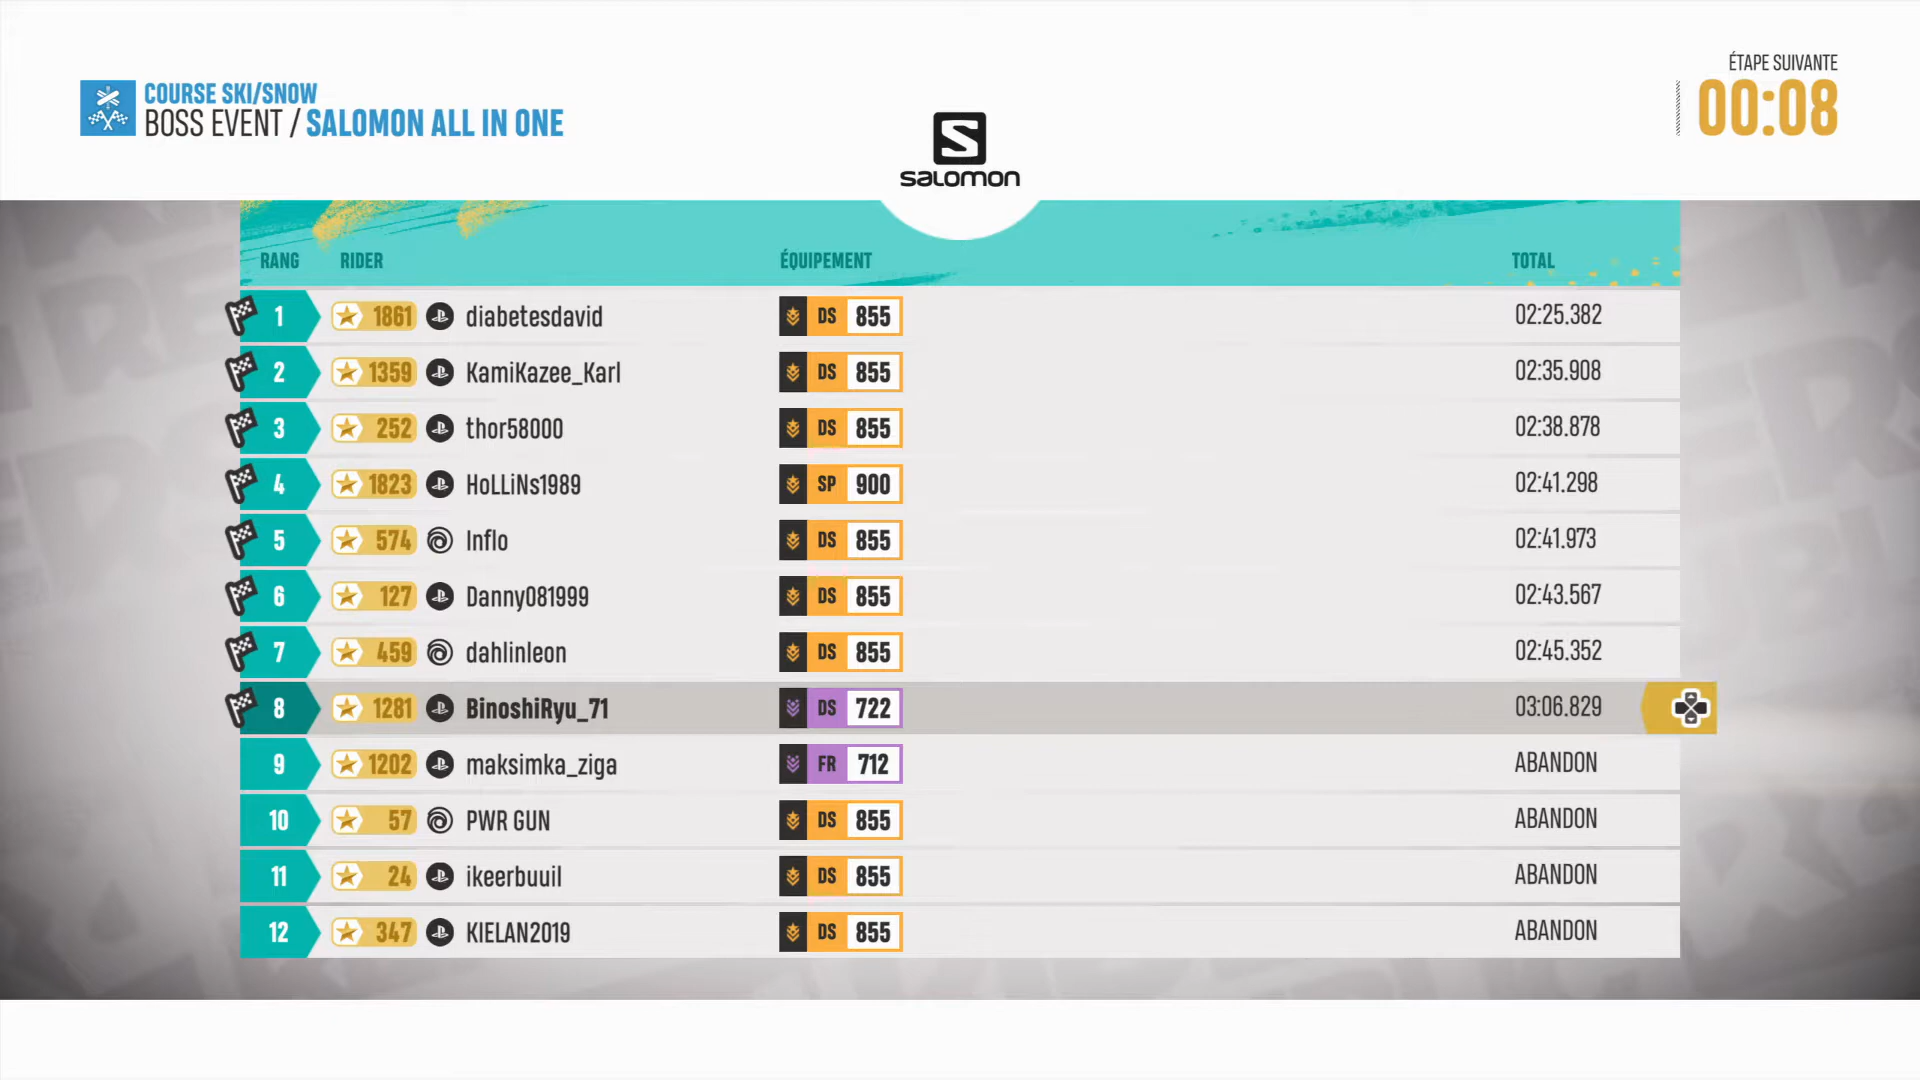 COURSE SKI/SNOW
BOSS EVENT / SALOMON ALL IN ONE
S
salomon
ÉTAPE SUIVANTE
00:08
RANG RIDER ÉQUIPEMENT TOTAL
1 1861 diabetesdavid DS 855 02:25.382
2 1359 KamiKazee_Karl DS 855 02:35.908
3 252 thor58000 DS 855 02:38.878
4 1823 HoLLiNs1989 SP 900 02:41.298
5 574 Inflo DS 855 02:41.973
6 127 Danny081999 DS 855 02:43.567
7 459 dahlinleon DS 855 02:45.352
8 1281 BinoshiRyu_71 DS 722 03:06.829
9 1202 maksimka_ziga FR 712 ABANDON
10 57 PWR GUN DS 855 ABANDON
11 24 ikeerbuuil DS 855 ABANDON
12 347 KIELAN2019 DS 855 ABANDON